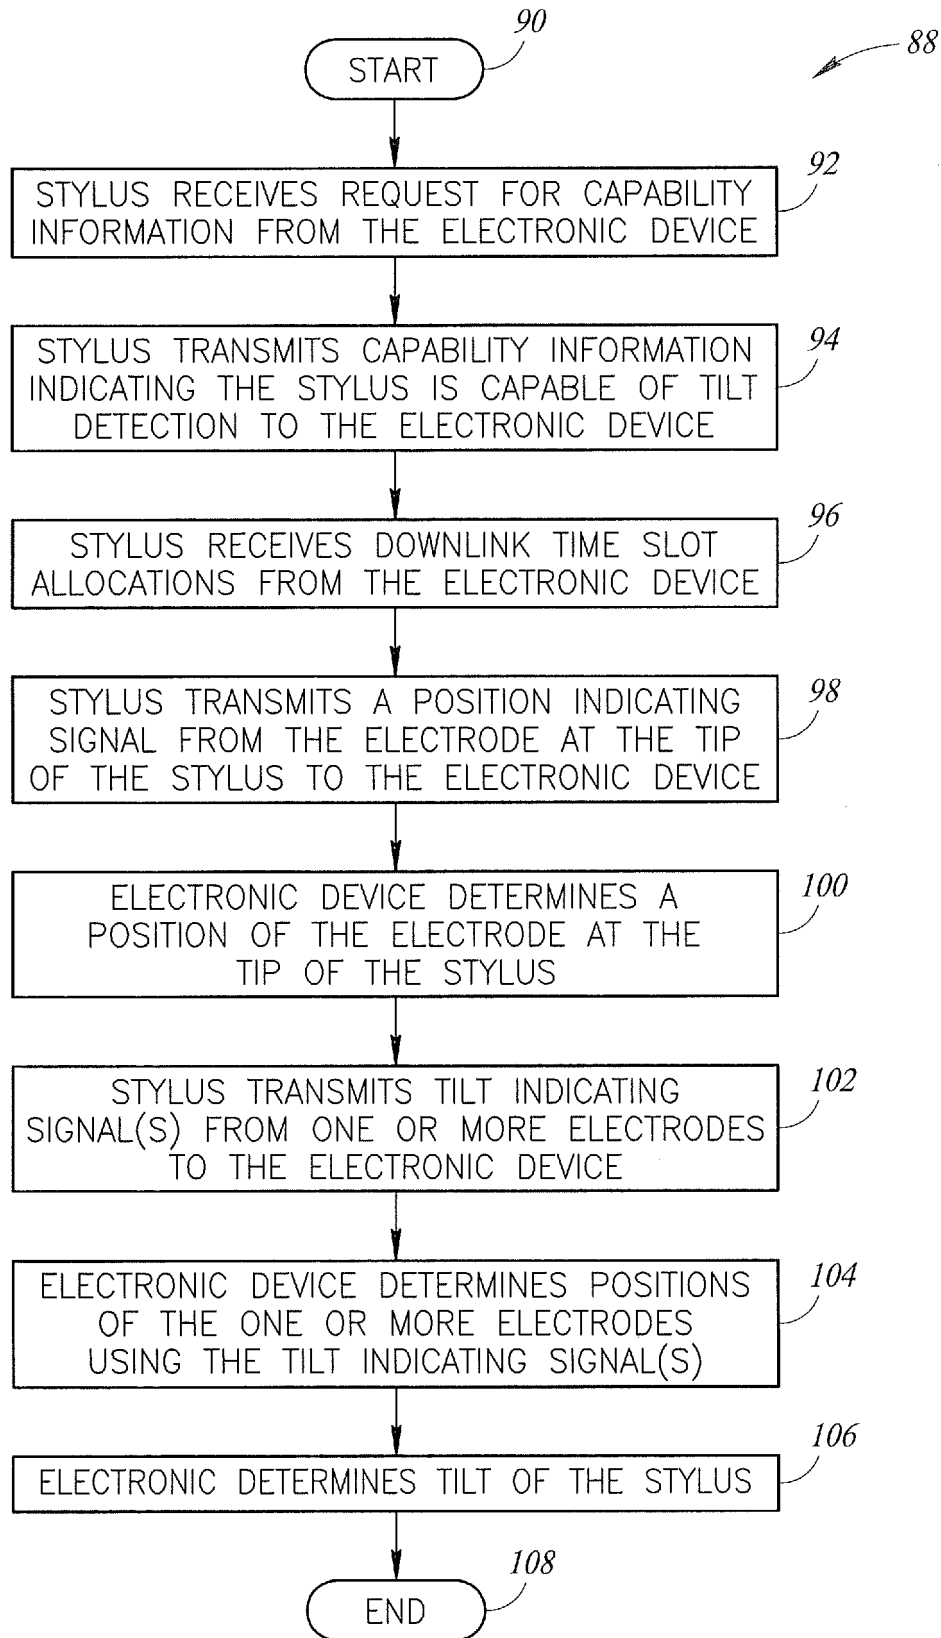 90
88
START
92
STYLUS RECEIVES REQUEST FOR CAPABILITY
INFORMATION FROM THE ELECTRONIC DEVICE
94
STYLUS TRANSMITS CAPABILITY INFORMATION
INDICATING THE STYLUS IS CAPABLE OF TILT
DETECTION TO THE ELECTRONIC DEVICE
96
STYLUS RECEIVES DOWNLINK TIME SLOT
ALLOCATIONS FROM THE ELECTRONIC DEVICE
98
STYLUS TRANSMITS A POSITION INDICATING
SIGNAL FROM THE ELECTRODE AT THE TIP
OF THE STYLUS TO THE ELECTRONIC DEVICE
100
ELECTRONIC DEVICE DETERMINES A
POSITION OF THE ELECTRODE AT THE
TIP OF THE STYLUS
102
STYLUS TRANSMITS TILT INDICATING
SIGNAL(S) FROM ONE OR MORE ELECTRODES
TO THE ELECTRONIC DEVICE
104
ELECTRONIC DEVICE DETERMINES POSITIONS
OF THE ONE OR MORE ELECTRODES
USING THE TILT INDICATING SIGNAL(S)
106
ELECTRONIC DETERMINES TILT OF THE STYLUS
108
END